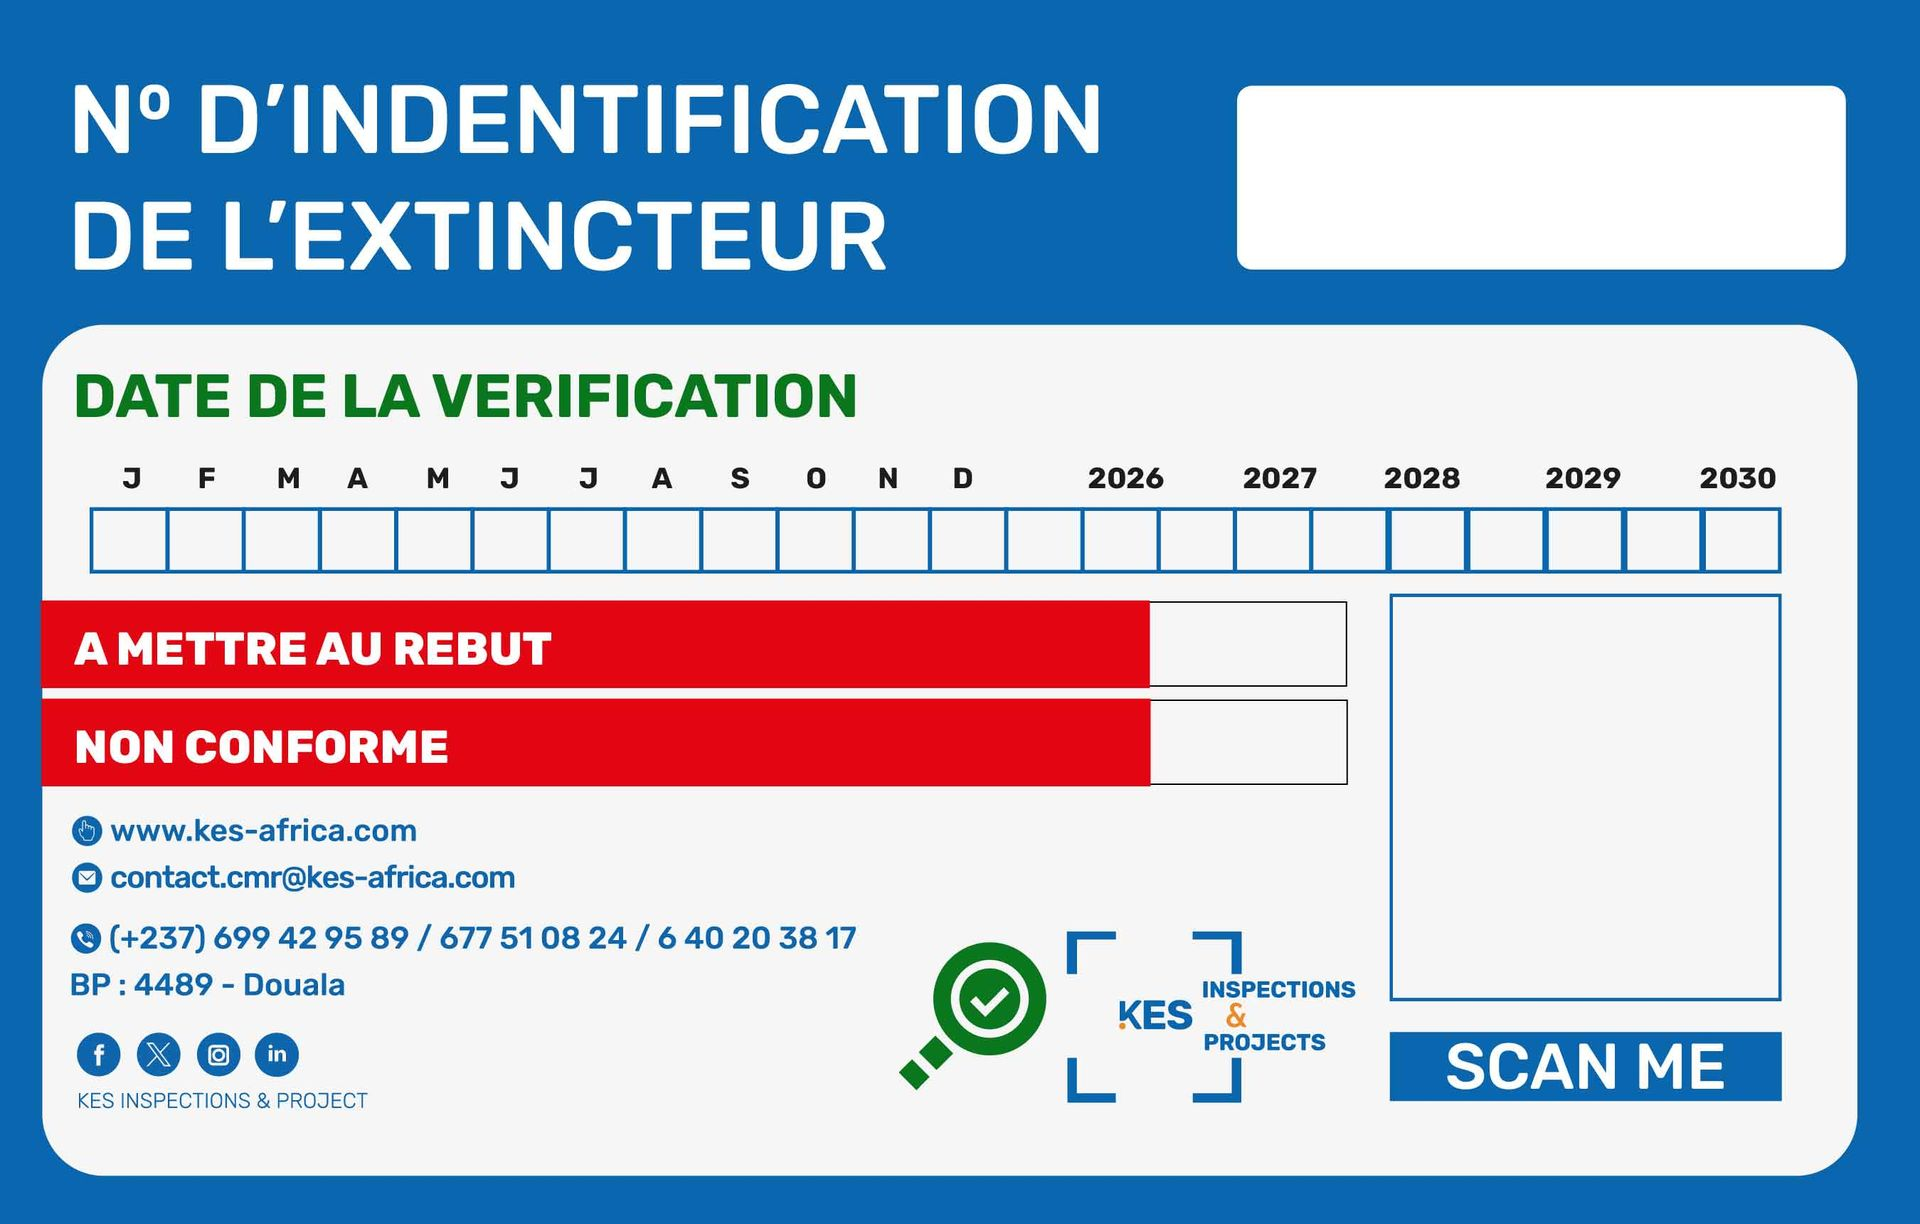 Nº D'INDENTIFICATION
DE L'EXTINCTEUR
DATE DE LA VERIFICATION
J F M A M J J A S O N D 2026 2027 2028 2029 2030
A METTRE AU REBUT
NON CONFORME
www.kes-africa.com
contact.cmr@kes-africa.com
(+237) 699 42 95 89 / 677 51 08 24 / 6 40 20 38 17
BP : 4489 - Douala
KES INSPECTIONS & PROJECT
KES INSPECTIONS
&
PROJECTS
SCAN ME